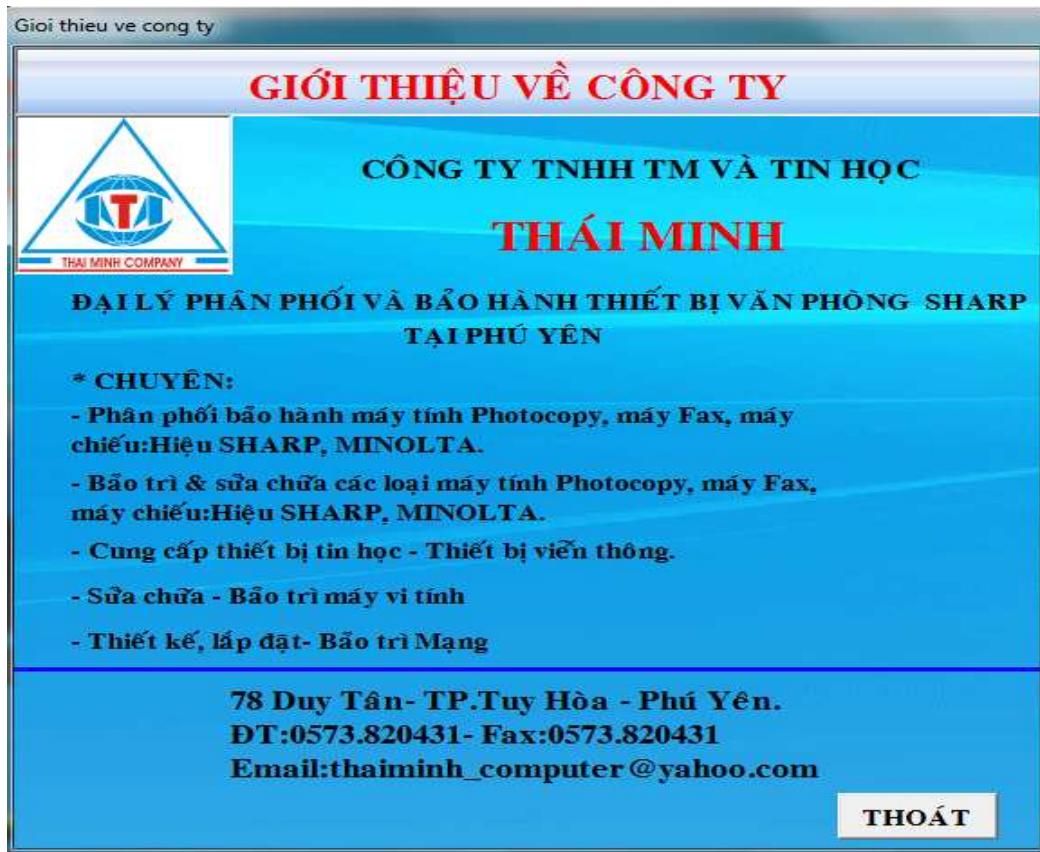 Gioi thieu ve cong ty
GIỚI THIỆU VỀ CÔNG TY
THAI MINH COMPANY
CÔNG TY TNHH TM VÀ TIN HỌC
THÁI MINH
ĐẠI LÝ PHÂN PHỐI VÀ BẢO HÀNH THIẾT BỊ VĂN PHÒNG SHARP
TẠI PHÚ YÊN
* CHUYÊN:
- Phân phối bảo hành máy tính Photocopy, máy Fax, máy
chiếu:Hiệu SHARP, MINOLTA.
- Bảo trì & sửa chữa các loại máy tính Photocopy, máy Fax,
máy chiếu:Hiệu SHARP, MINOLTA.
- Cung cấp thiết bị tin học - Thiết bị viễn thông.
- Sửa chữa - Bảo trì máy vi tính
- Thiết kế, lắp đặt- Bảo trì Mạng
78 Duy Tân- TP.Tuy Hòa - Phú Yên.
ĐT:0573.820431- Fax:0573.820431
Email:thaiminh_computer@yahoo.com
THOÁT